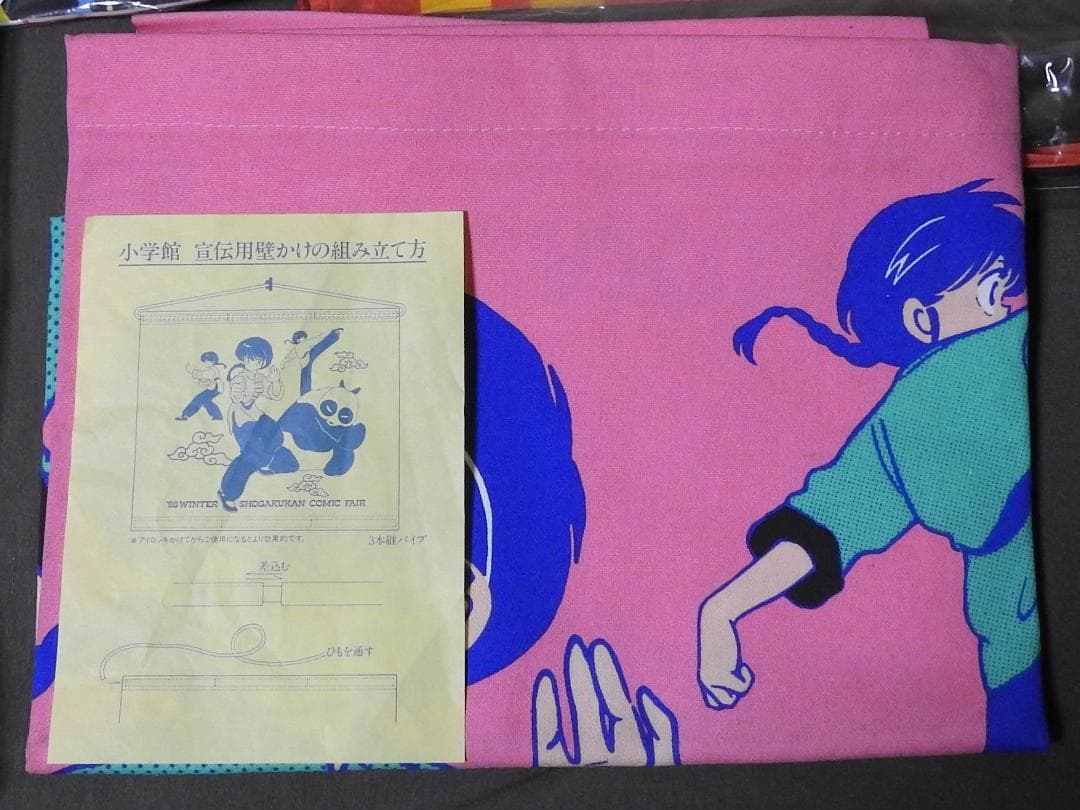 小学館 宣伝用壁かけの組み立て方
'88 WINTER SHOGAKUKAN COMIC FAIR
※アイロンをかけてからご使用になるとより効果的です。
3本継パイプ
差込む
ひもを通す